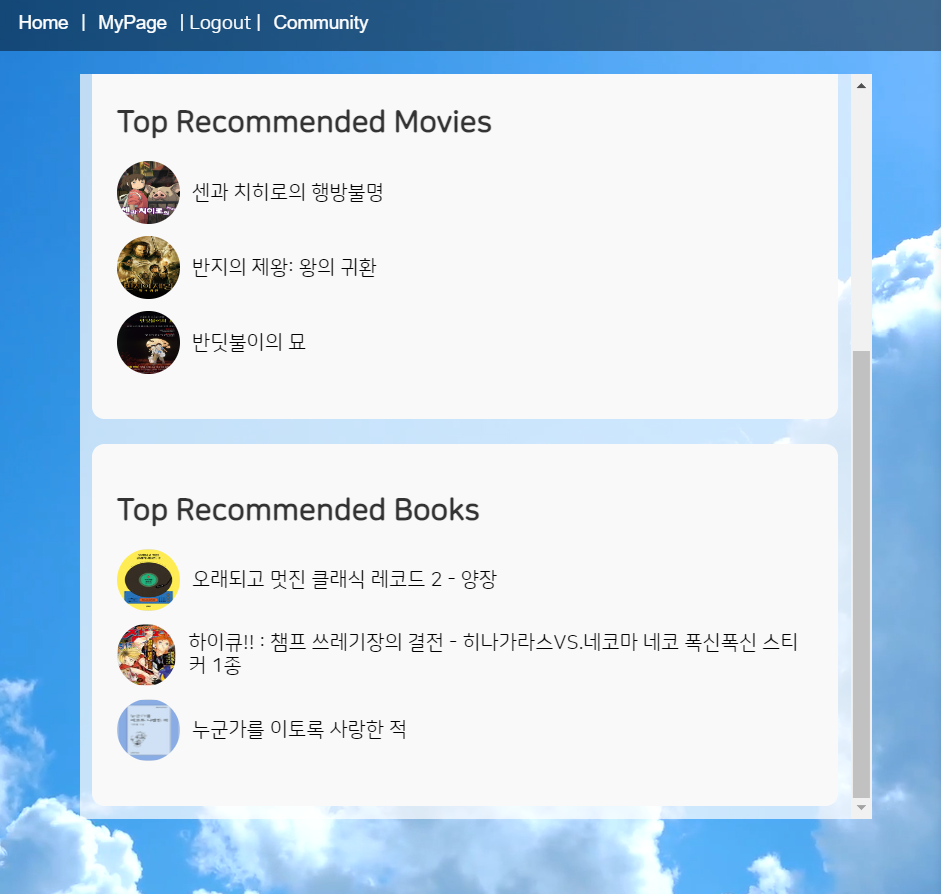 Home | MyPage | Logout | Community
Top Recommended Movies
센과 치히로의 행방불명
반지의 제왕: 왕의 귀환
반딧불이의 묘
Top Recommended Books
오래되고 멋진 클래식 레코드 2 - 양장
하이큐!! : 챔프 쓰레기장의 결전 - 히나가라스VS.네코마 네코 폭신폭신 스티
커 1종
누군가를 이토록 사랑한 적